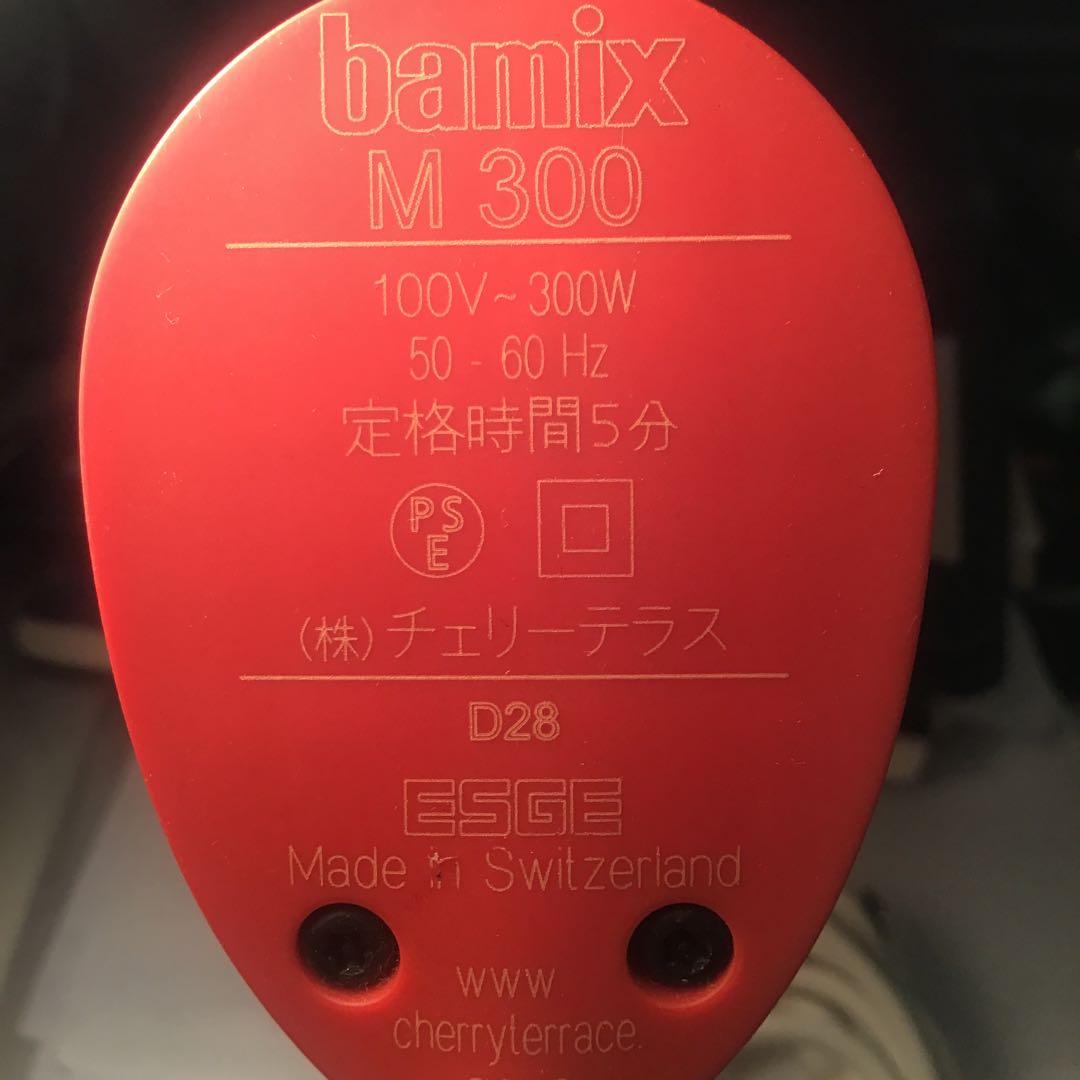 bamix
M 300
100V~300W
50 - 60 Hz
定格時間5分
PS
E
(株)チェリーテラス
D28
ESGE
Made in Switzerland
www
cherryterrace.